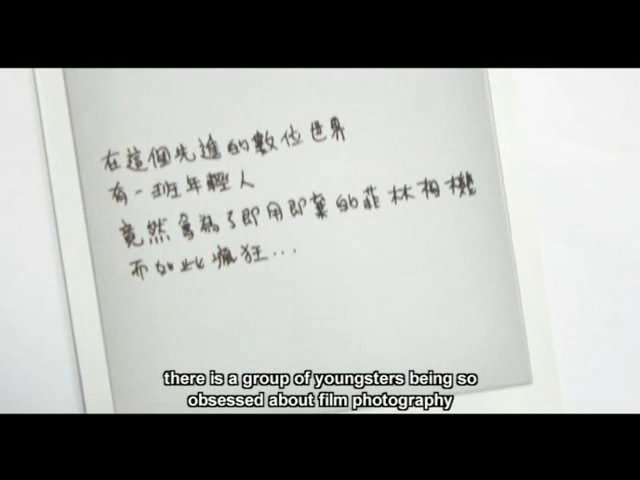 在這個先進的數位世界
有一班年輕人
竟然會為了即用即棄的菲林相機
而如此瘋狂...
there is a group of youngsters being so
obsessed about film photography